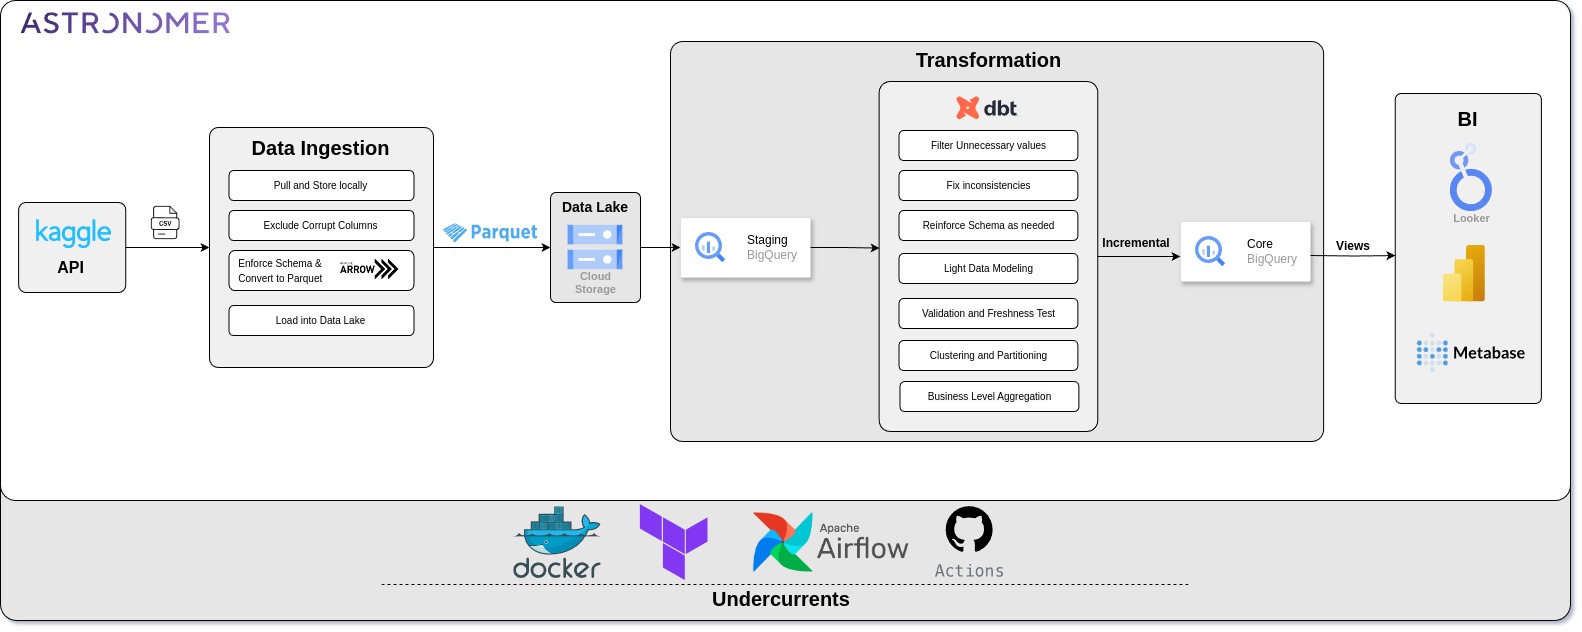 ASTRONOMER
kaggle
API
CSV
Data Ingestion
Pull and Store locally
Exclude Corrupt Columns
Enforce Schema &
Convert to Parquet
APACHE
ARROW
Load into Data Lake
Parquet
Data Lake
Cloud
Storage
Transformation
Staging
BigQuery
dbt
Filter Unnecessary values
Fix inconsistencies
Reinforce Schema as needed
Light Data Modeling
Validation and Freshness Test
Clustering and Partitioning
Business Level Aggregation
Incremental
Core
BigQuery
Views
BI
Looker
Metabase
docker
Apache
Airflow
Actions
Undercurrents